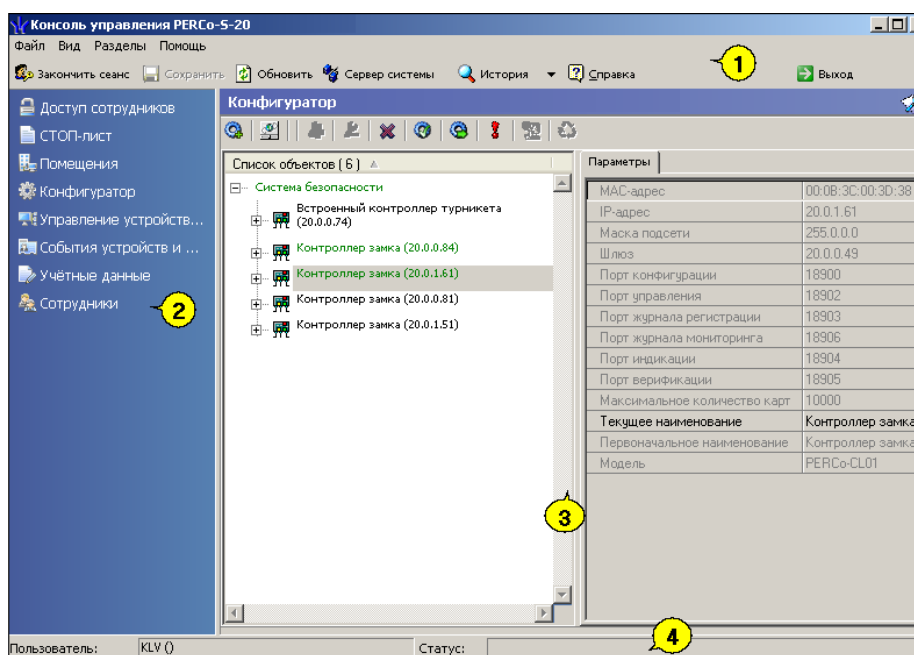 Консоль управления PERCo-S-20
Файл Вид Разделы Помощь
Закончить сеанс Сохранить Обновить Сервер системы История Справка Выход
1
Доступ сотрудников
СТОП-лист
Помещения
Конфигуратор
Управление устройств...
События устройств и ...
Учётные данные
Сотрудники
2
Конфигуратор
Список объектов ( 6 )
Система безопасности
Встроенный контроллер турникета
(20.0.0.74)
Контроллер замка (20.0.0.84)
Контроллер замка (20.0.1.61)
Контроллер замка (20.0.0.81)
Контроллер замка (20.0.1.51)
3
Параметры
MAC-адрес 00:0B:3C:00:3D:38
IP-адрес 20.0.1.61
Маска подсети 255.0.0.0
Шлюз 20.0.0.49
Порт конфигурации 18900
Порт управления 18902
Порт журнала регистрации 18903
Порт журнала мониторинга 18906
Порт индикации 18904
Порт верификации 18905
Максимальное количество карт 10000
Текущее наименование Контроллер замка
Первоначальное наименование Контроллер замка
Модель PERCo-CL01
4
Пользователь: KLV () Статус: